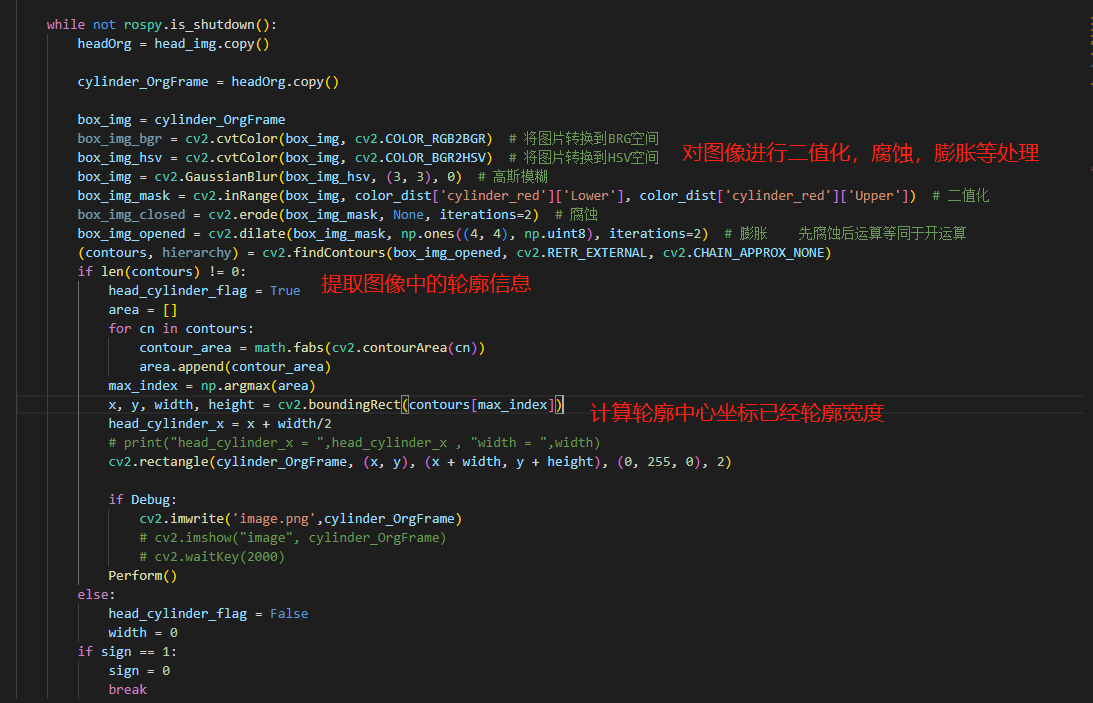 while not rospy.is_shutdown():
headOrg = head_img.copy()
cylinder_OrgFrame = headOrg.copy()
box_img = cylinder_OrgFrame
box_img_bgr = cv2.cvtColor(box_img, cv2.COLOR_RGB2BGR)  # 将图片转换到BRG空间
box_img_hsv = cv2.cvtColor(box_img, cv2.COLOR_BGR2HSV)  # 将图片转换到HSV空间
对图像进行二值化，腐蚀，膨胀等处理
box_img = cv2.GaussianBlur(box_img_hsv, (3, 3), 0)  # 高斯模糊
box_img_mask = cv2.inRange(box_img, color_dist['cylinder_red']['Lower'], color_dist['cylinder_red']['Upper'])  # 二值化
box_img_closed = cv2.erode(box_img_mask, None, iterations=2)  # 腐蚀
box_img_opened = cv2.dilate(box_img_mask, np.ones((4, 4), np.uint8), iterations=2)  # 膨胀    先腐蚀后运算等同于开运算
(contours, hierarchy) = cv2.findContours(box_img_opened, cv2.RETR_EXTERNAL, cv2.CHAIN_APPROX_NONE)
if len(contours) != 0:
head_cylinder_flag = True
提取图像中的轮廓信息
area = []
for cn in contours:
contour_area = math.fabs(cv2.contourArea(cn))
area.append(contour_area)
max_index = np.argmax(area)
x, y, width, height = cv2.boundingRect(contours[max_index])
计算轮廓中心坐标已经轮廓宽度
head_cylinder_x = x + width/2
# print("head_cylinder_x = ",head_cylinder_x , "width = ",width)
cv2.rectangle(cylinder_OrgFrame, (x, y), (x + width, y + height), (0, 255, 0), 2)
if Debug:
cv2.imwrite('image.png',cylinder_OrgFrame)
# cv2.imshow("image", cylinder_OrgFrame)
# cv2.waitKey(2000)
Perform()
else:
head_cylinder_flag = False
width = 0
if sign == 1:
sign = 0
break